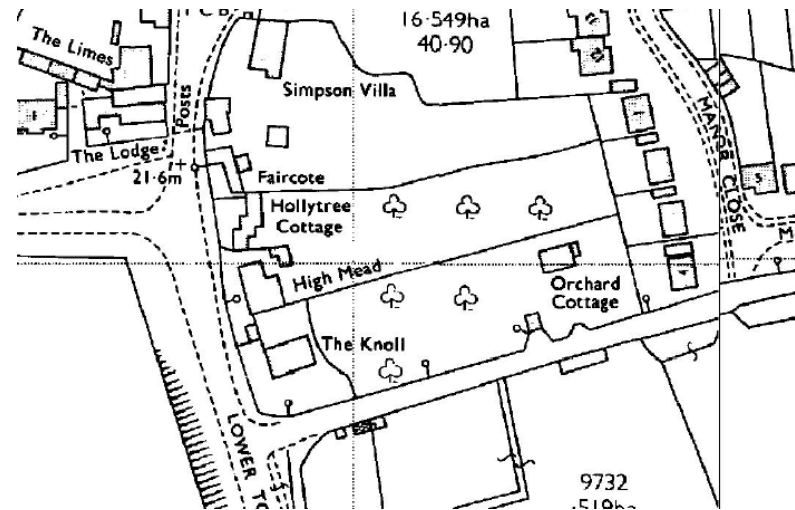 The Limes
Posts
16·549ha
40·90
Simpson Villa
The Lodge
21·6m
Faircote
Hollytree
Cottage
High Mead
Orchard
Cottage
The Knoll
MANOR CLOSE
LOWER
9732
·519ha